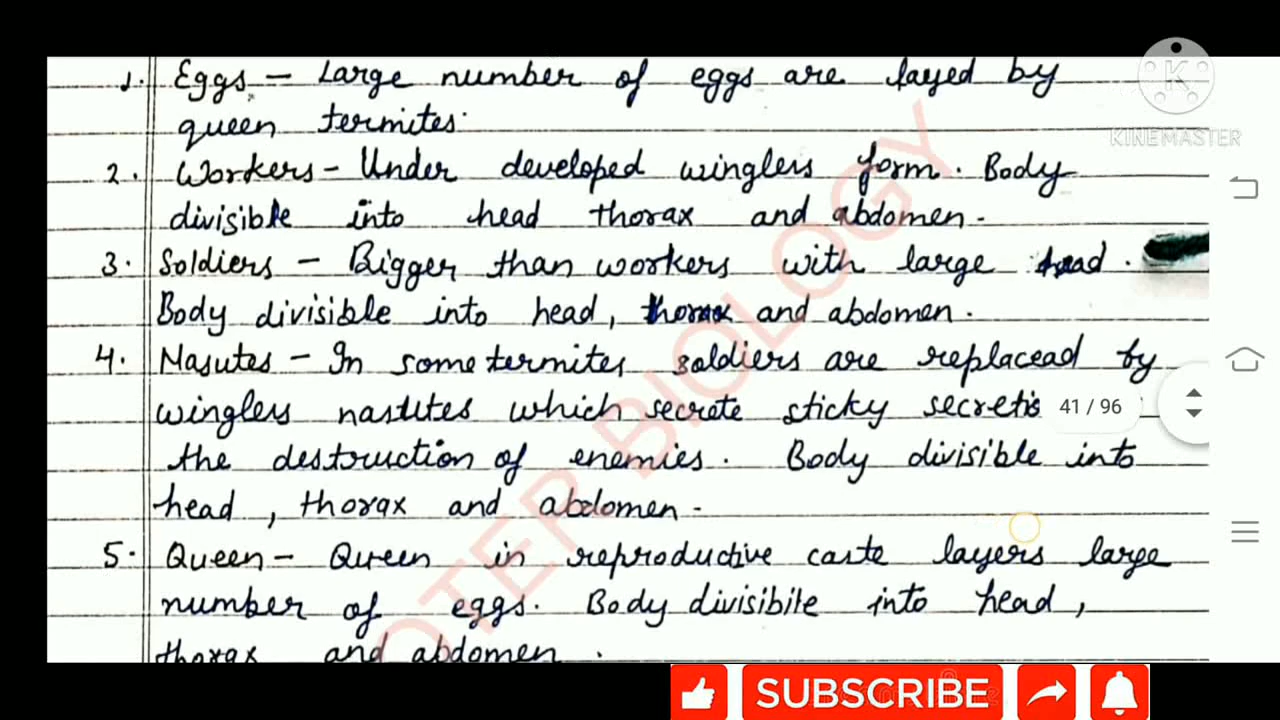 1. Eggs - Large number of eggs are layed by
queen termites.
2. Workers - Under developed wingless form. Body
divisible into head thorax and abdomen.
3. Soldiers - Bigger than workers with large head.
Body divisible into head, thorax and abdomen.
4. Nasutes - In some termites soldiers are replacead by
wingless nasutes which secrete sticky secretio
the destruction of enemies. Body divisible into
head, thorax and abdomen.
5. Queen - Queen in reproductive caste layers large
number of eggs. Body divisibile into head,
thorax and abdomen.
OTER BIOLOGY
K
KINEMASTER
41 / 96
SUBSCRIBE